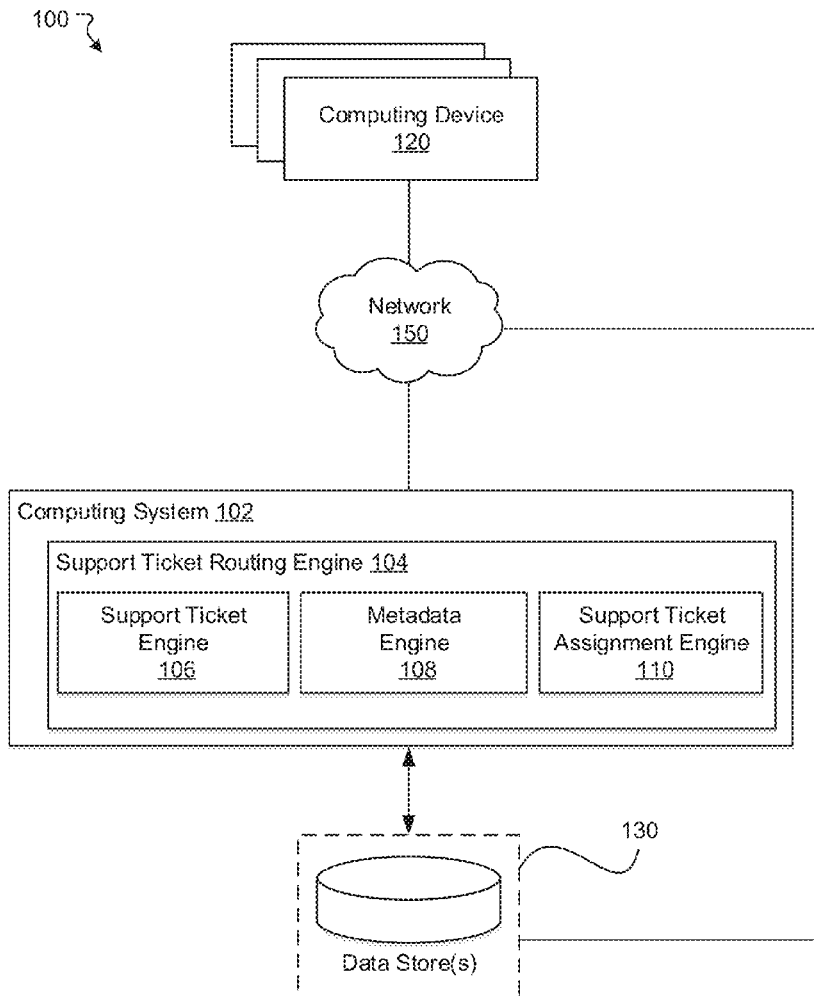 100
Computing Device
120
Network
150
Computing System 102
Support Ticket Routing Engine 104
Support Ticket
Engine
106
Metadata
Engine
108
Support Ticket
Assignment Engine
110
130
Data Store(s)